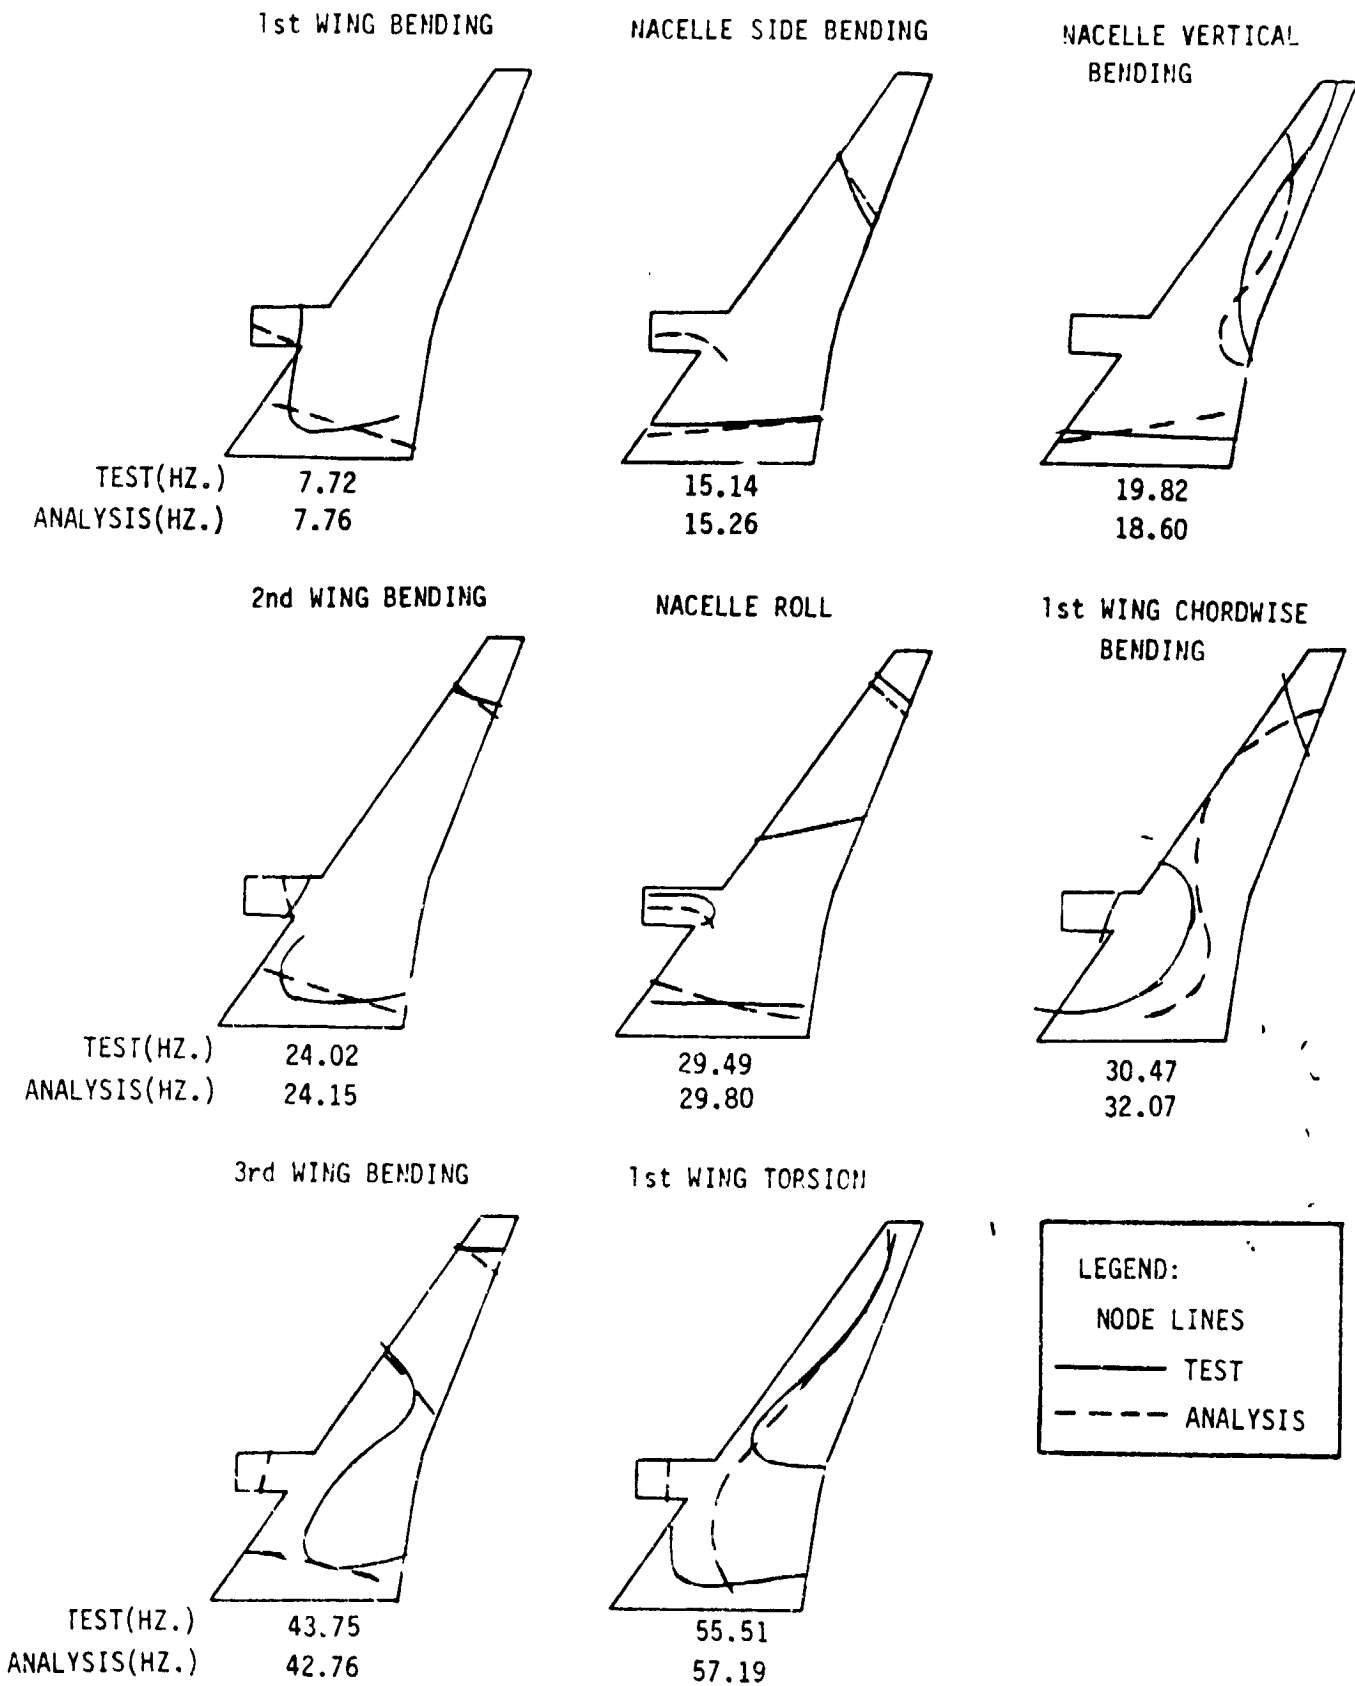 1st WING BENDING
NACELLE SIDE BENDING
NACELLE VERTICAL
BENDING
TEST(HZ.) 7.72 15.14 19.82
ANALYSIS(HZ.) 7.76 15.26 18.60
2nd WING BENDING
NACELLE ROLL
1st WING CHORDWISE
BENDING
TEST(HZ.) 24.02 29.49 30.47
ANALYSIS(HZ.) 24.15 29.80 32.07
3rd WING BENDING
1st WING TORSION
LEGEND:
NODE LINES
TEST
ANALYSIS
TEST(HZ.) 43.75 55.51
ANALYSIS(HZ.) 42.76 57.19